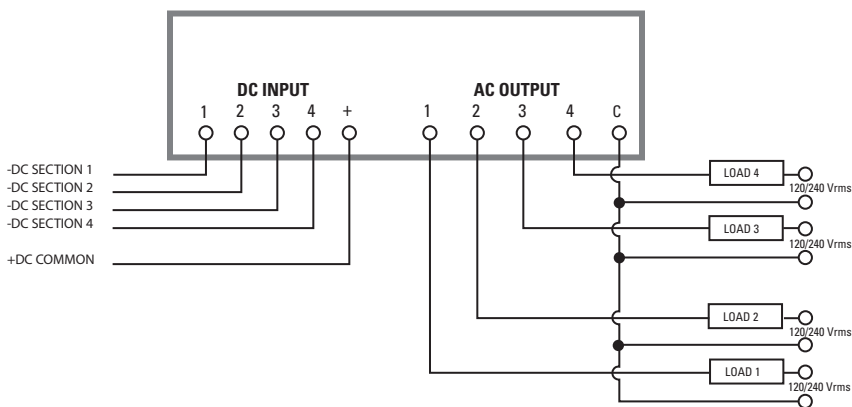 DC INPUT AC OUTPUT
1 2 3 4 + 1 2 3 4 C
-DC SECTION 1
-DC SECTION 2
-DC SECTION 3
-DC SECTION 4
+DC COMMON
LOAD 4
120/240 Vrms
LOAD 3
120/240 Vrms
LOAD 2
120/240 Vrms
LOAD 1
120/240 Vrms